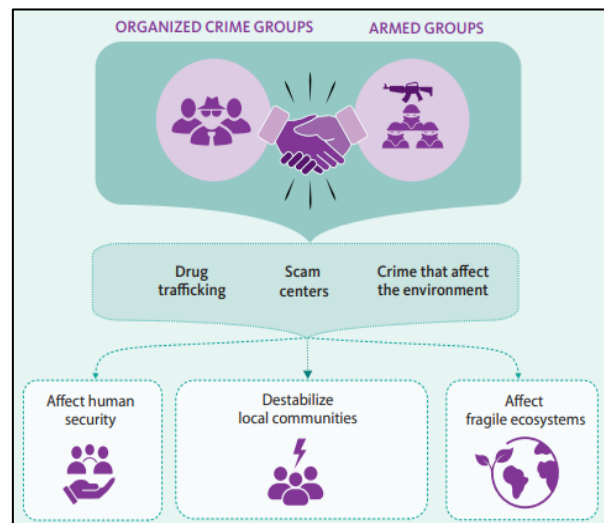 ORGANIZED CRIME GROUPS
ARMED GROUPS
Drug
trafficking
Scam
centers
Crime that affect
the environment
Affect human
security
Destabilize
local communities
Affect
fragile ecosystems